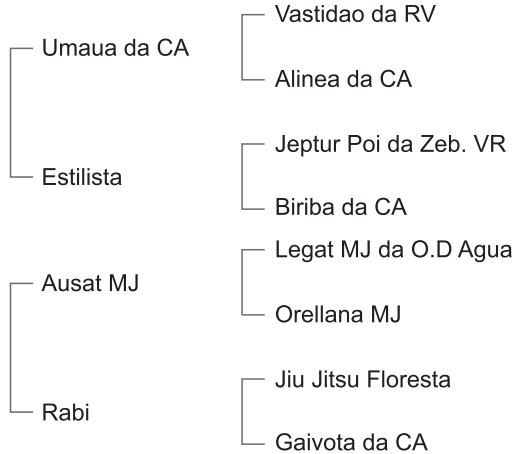 Vastidao da RV
Umaua da CA
Alinea da CA
Jeptur Poi da Zeb. VR
Estilista
Biriba da CA
Legat MJ da O.D Agua
Ausat MJ
Orellana MJ
Jiu Jitsu Floresta
Rabi
Gaivota da CA